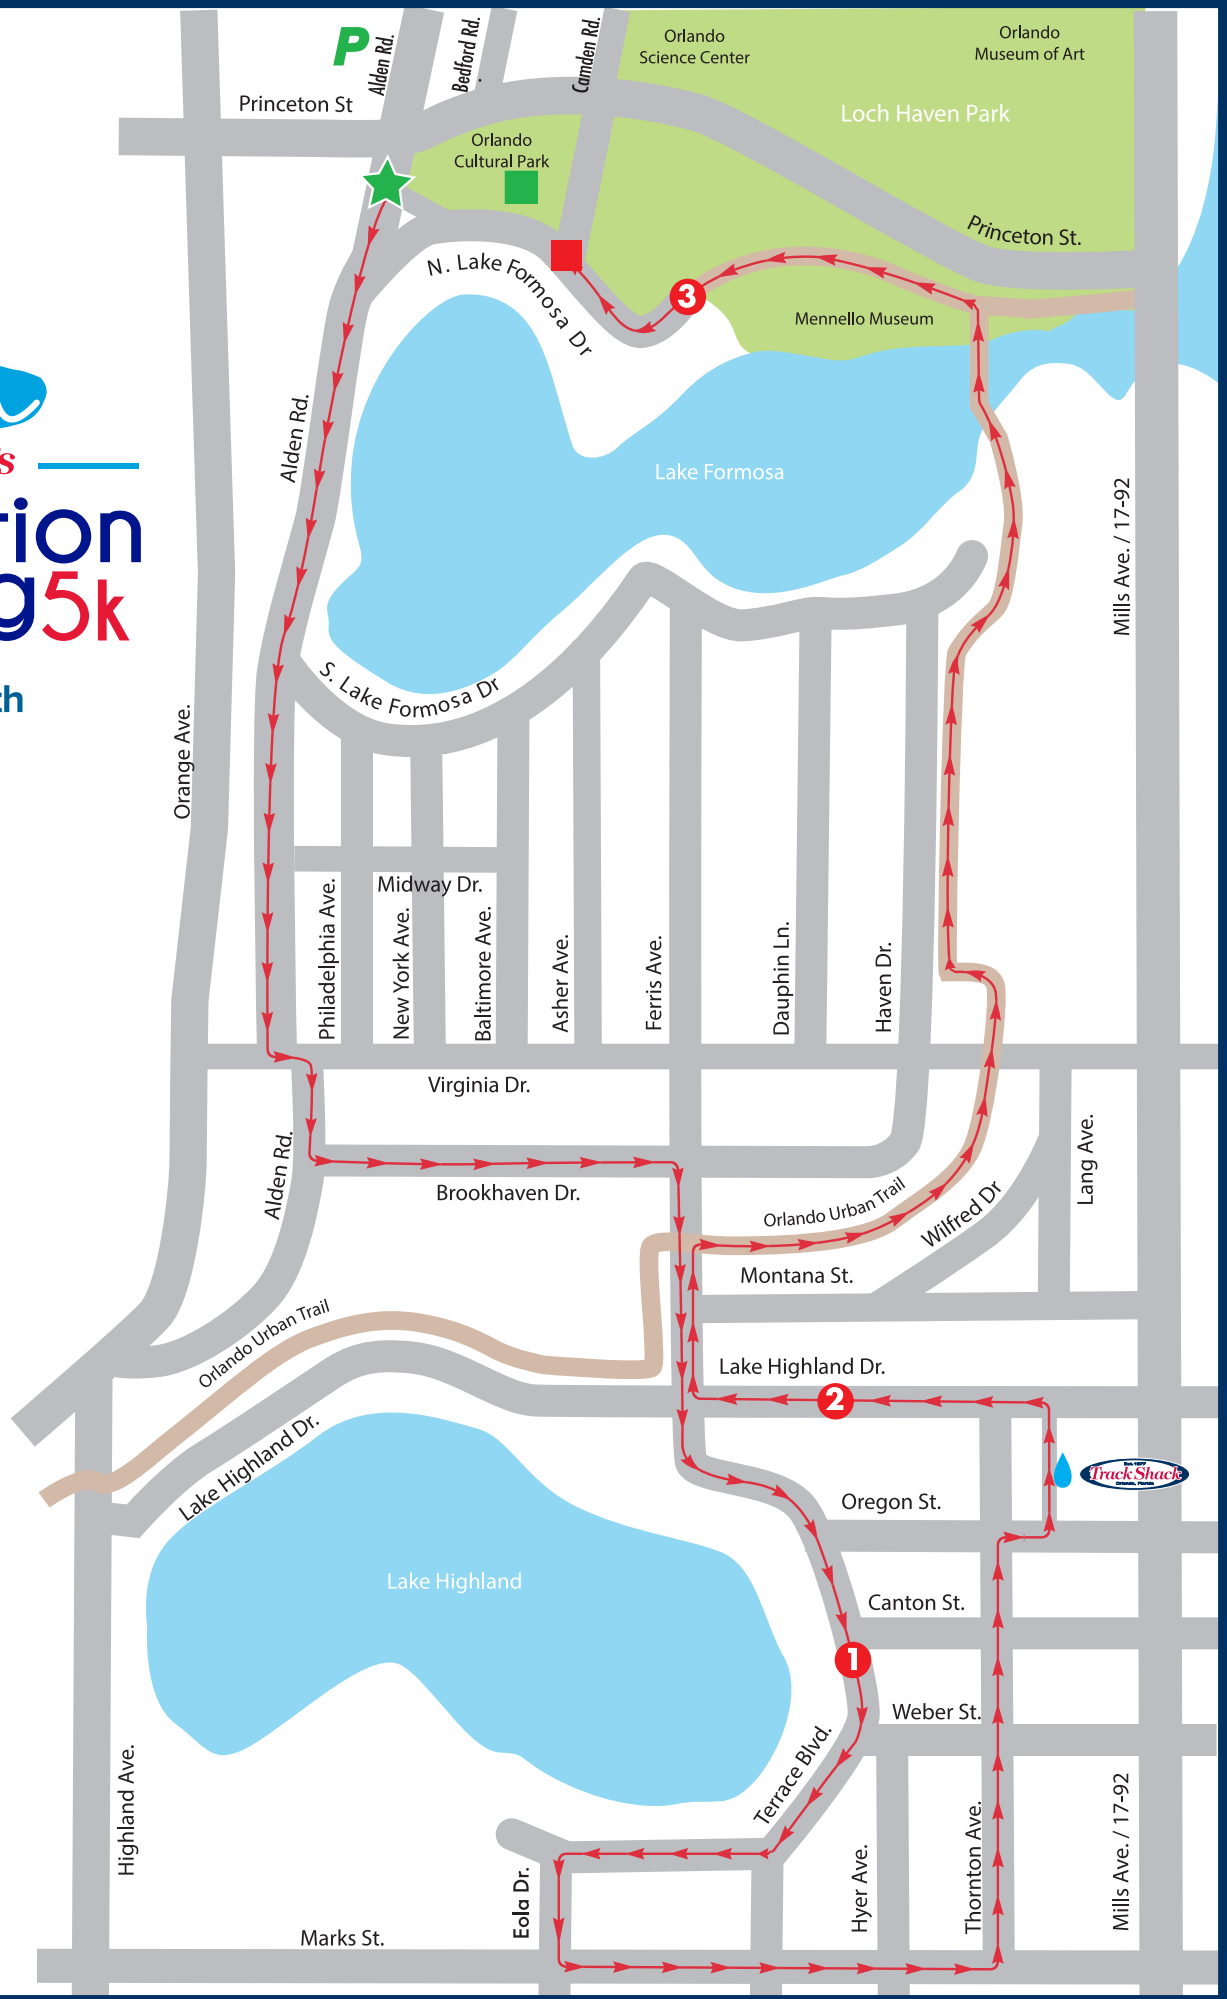 P
Alden Rd.
Bedford Rd.
Camden Rd.
Orlando
Science Center
Orlando
Museum of Art
Princeton St
Loch Haven Park
Orlando
Cultural Park
Princeton St.
N. Lake Formosa Dr
3
Mennello Museum
Alden Rd.
Lake Formosa
Mills Ave. / 17-92
's
tion
g5k
th
S. Lake Formosa Dr
Orange Ave.
Midway Dr.
Philadelphia Ave.
New York Ave.
Baltimore Ave.
Asher Ave.
Ferris Ave.
Dauphin Ln.
Haven Dr.
Virginia Dr.
Alden Rd.
Brookhaven Dr.
Orlando Urban Trail
Wilfred Dr
Lang Ave.
Montana St.
Orlando Urban Trail
Lake Highland Dr.
2
Lake Highland Dr.
Track Shack
Orlando, Florida
Oregon St.
Lake Highland
Canton St.
1
Weber St.
Terrace Blvd.
Highland Ave.
Eola Dr.
Hyer Ave.
Thornton Ave.
Mills Ave. / 17-92
Marks St.